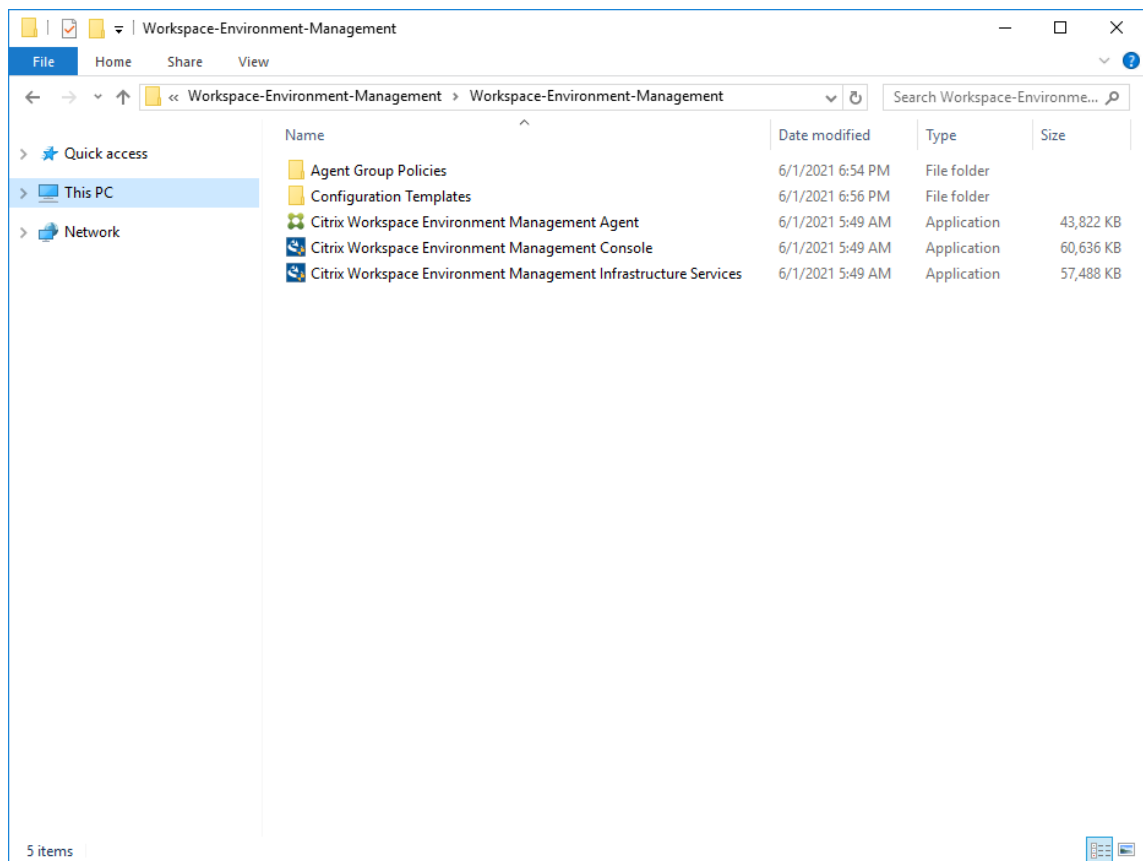 Workspace-Environment-Management
File Home Share View
« Workspace-Environment-Management › Workspace-Environment-Management Search Workspace-Environme...
Name Date modified Type Size
Quick access
This PC
Network
Agent Group Policies 6/1/2021 6:54 PM File folder
Configuration Templates 6/1/2021 6:56 PM File folder
Citrix Workspace Environment Management Agent 6/1/2021 5:49 AM Application 43,822 KB
Citrix Workspace Environment Management Console 6/1/2021 5:49 AM Application 60,636 KB
Citrix Workspace Environment Management Infrastructure Services 6/1/2021 5:49 AM Application 57,488 KB
5 items